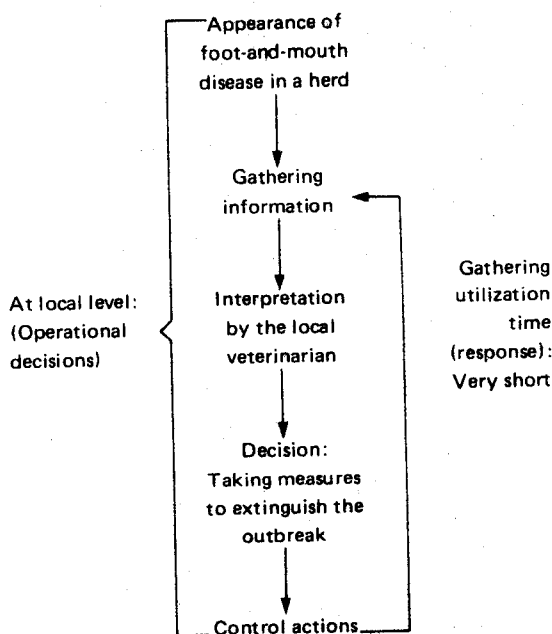 Appearance of
foot-and-mouth
disease in a herd
Gathering
information
Interpretation
by the local
veterinarian
Decision:
Taking measures
to extinguish the
outbreak
Control actions
At local level:
(Operational
decisions)
Gathering
utilization
time
(response):
Very short